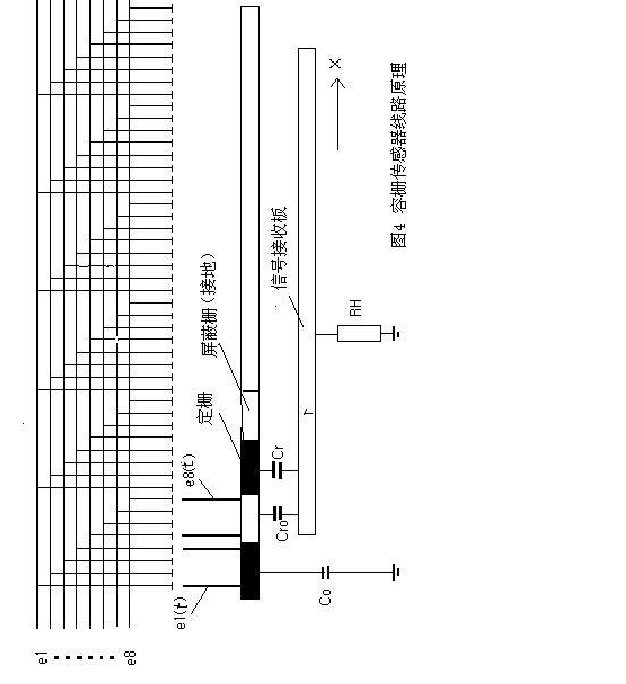 e1
e8
e1(t)
e8(t)
定栅
屏蔽栅(接地)
信号接收板
Cr
Cro
Co
r
RH
X
图4 容栅传感器线路原理